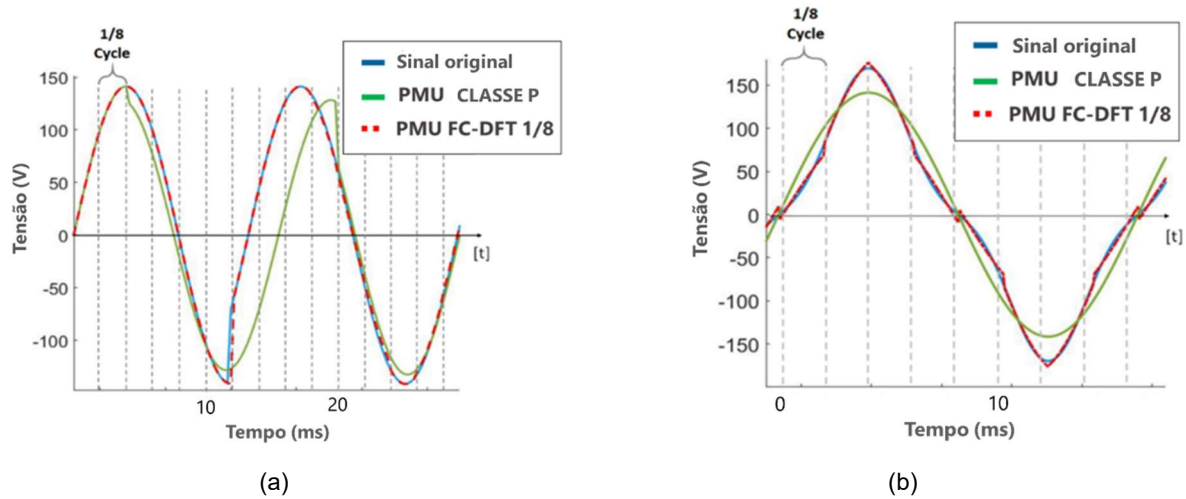 1/8
Cycle
Sinal original
PMU CLASSE P
PMU FC-DFT 1/8
Tensão (V)
150
100
50
0
-50
-100
[t]
10
20
Tempo (ms)
(a)
1/8
Cycle
Sinal original
PMU CLASSE P
PMU FC-DFT 1/8
Tensão (V)
150
100
50
0
-50
-100
-150
[t]
0
10
Tempo (ms)
(b)